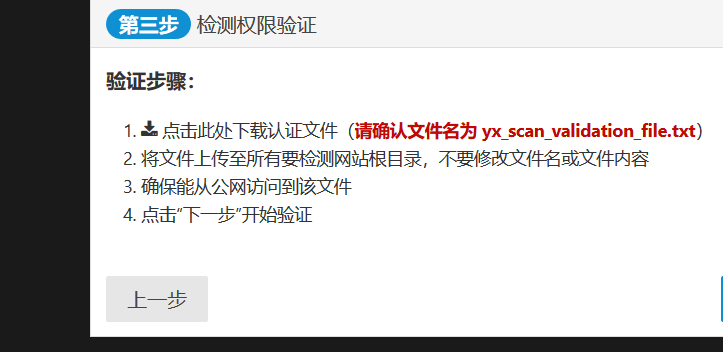 第三步 检测权限验证
验证步骤：
1. 点击此处下载认证文件（请确认文件名为 yx_scan_validation_file.txt）
2. 将文件上传至所有要检测网站根目录，不要修改文件名或文件内容
3. 确保能从公网访问到该文件
4. 点击“下一步”开始验证
上一步